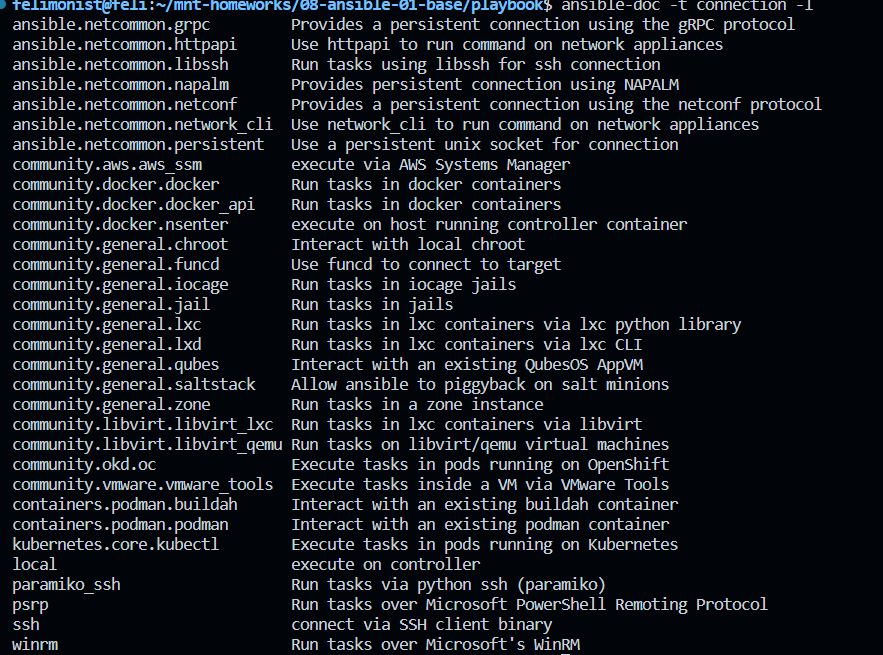 felimonist@feli:~/mnt-homeworks/08-ansible-01-base/playbook$ ansible-doc -t connection -l
ansible.netcommon.grpc Provides a persistent connection using the gRPC protocol
ansible.netcommon.httpapi Use httpapi to run command on network appliances
ansible.netcommon.libssh Run tasks using libssh for ssh connection
ansible.netcommon.napalm Provides persistent connection using NAPALM
ansible.netcommon.netconf Provides a persistent connection using the netconf protocol
ansible.netcommon.network_cli Use network_cli to run command on network appliances
ansible.netcommon.persistent Use a persistent unix socket for connection
community.aws.aws_ssm execute via AWS Systems Manager
community.docker.docker Run tasks in docker containers
community.docker.docker_api Run tasks in docker containers
community.docker.nsenter execute on host running controller container
community.general.chroot Interact with local chroot
community.general.funcd Use funcd to connect to target
community.general.iocage Run tasks in iocage jails
community.general.jail Run tasks in jails
community.general.lxc Run tasks in lxc containers via lxc python library
community.general.lxd Run tasks in lxc containers via lxc CLI
community.general.qubes Interact with an existing QubesOS AppVM
community.general.saltstack Allow ansible to piggyback on salt minions
community.general.zone Run tasks in a zone instance
community.libvirt.libvirt_lxc Run tasks in lxc containers via libvirt
community.libvirt.libvirt_qemu Run tasks on libvirt/qemu virtual machines
community.okd.oc Execute tasks in pods running on OpenShift
community.vmware.vmware_tools Execute tasks inside a VM via VMware Tools
containers.podman.buildah Interact with an existing buildah container
containers.podman.podman Interact with an existing podman container
kubernetes.core.kubectl Execute tasks in pods running on Kubernetes
local execute on controller
paramiko_ssh Run tasks via python ssh (paramiko)
psrp Run tasks over Microsoft PowerShell Remoting Protocol
ssh connect via SSH client binary
winrm Run tasks over Microsoft's WinRM